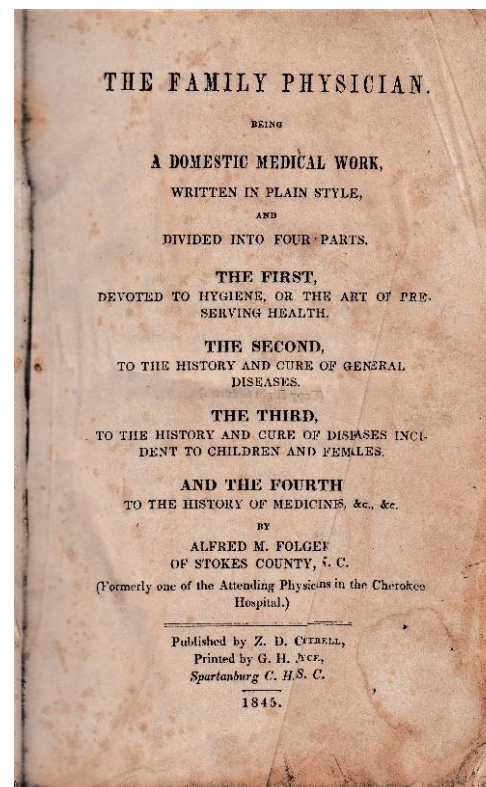 THE FAMILY PHYSICIAN.
BEING
A DOMESTIC MEDICAL WORK,
WRITTEN IN PLAIN STYLE,
AND
DIVIDED INTO FOUR PARTS.
THE FIRST,
DEVOTED TO HYGIENE, OR THE ART OF PRE-
SERVING HEALTH.
THE SECOND,
TO THE HISTORY AND CURE OF GENERAL
DISEASES.
THE THIRD,
TO THE HISTORY AND CURE OF DISEASES INCI-
DENT TO CHILDREN AND FEMALES.
AND THE FOURTH
TO THE HISTORY OF MEDICINES, &c., &c.
BY
ALFRED M.
OF STOKES COUNTY, C.
(Formerly one of the Attending Physicians in the Cherokee
Hospital.)
Published by Z. D.
Printed by G. H.
Spartanburg C. H. S. C.
1845.